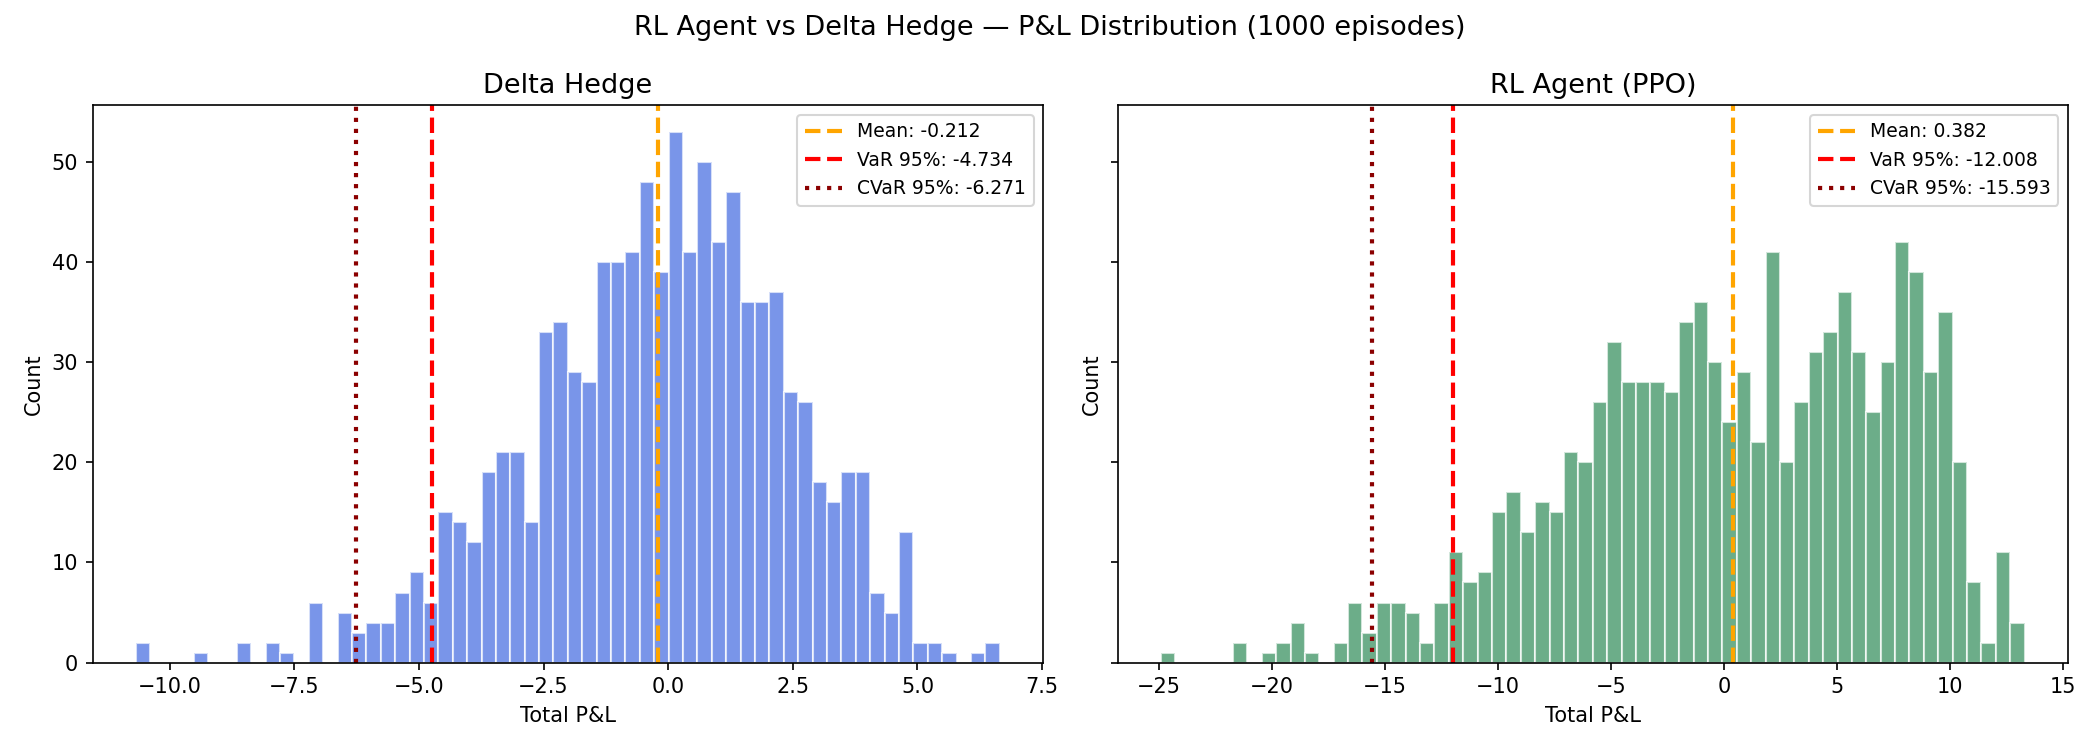 RL Agent vs Delta Hedge — P&L Distribution (1000 episodes)
Delta Hedge
Mean: -0.212
VaR 95%: -4.734
CVaR 95%: -6.271
Count
50
40
30
20
10
0
−10.0 −7.5 −5.0 −2.5 0.0 2.5 5.0 7.5
Total P&L
RL Agent (PPO)
Mean: 0.382
VaR 95%: -12.008
CVaR 95%: -15.593
Count
−25 −20 −15 −10 −5 0 5 10 15
Total P&L